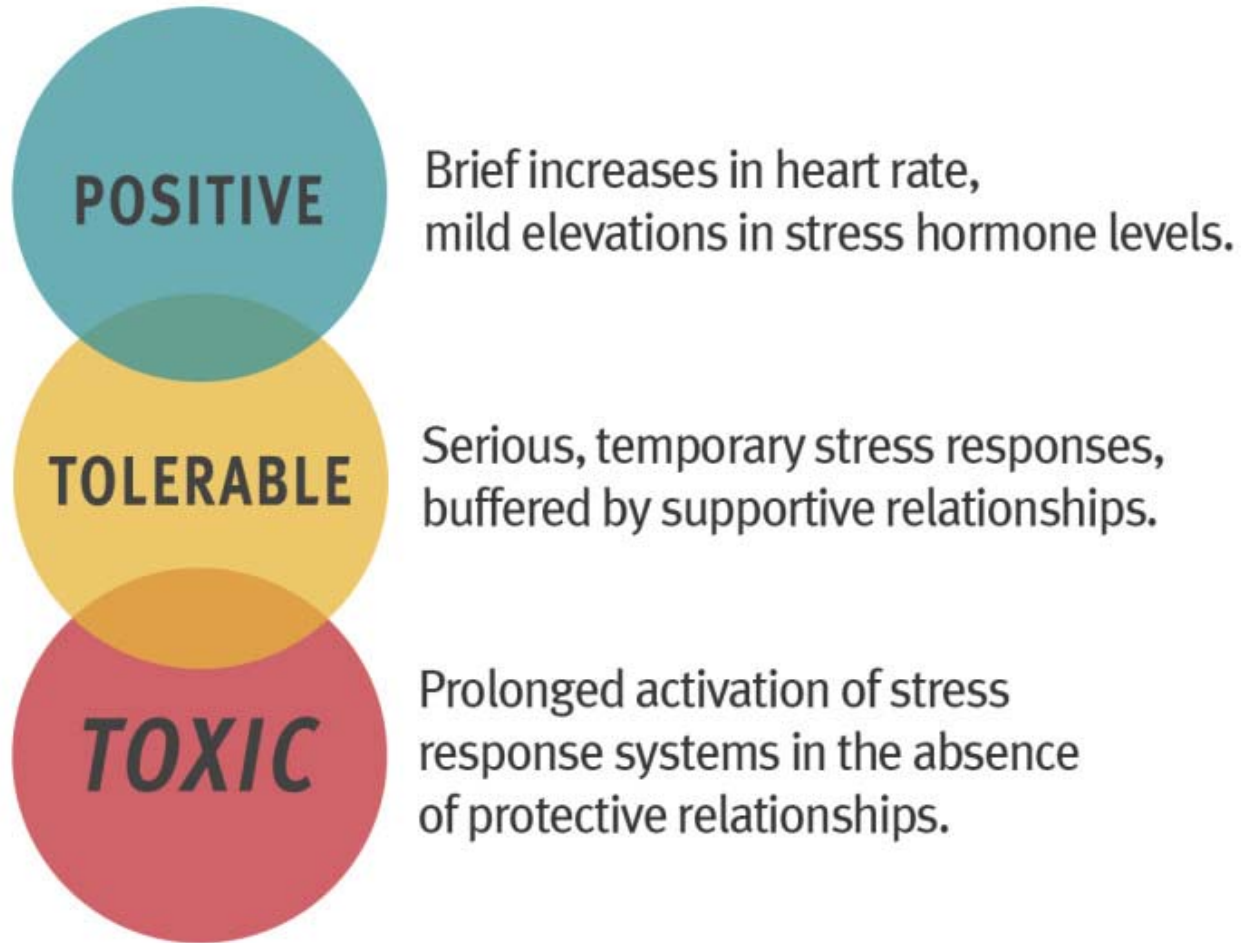 POSITIVE
Brief increases in heart rate,
mild elevations in stress hormone levels.
TOLERABLE
Serious, temporary stress responses,
buffered by supportive relationships.
TOXIC
Prolonged activation of stress
response systems in the absence
of protective relationships.